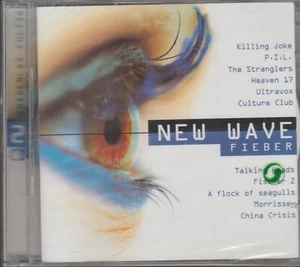 Killing Joke
P.I.L.
The Stranglers
Heaven 17
Ultravox
Culture Club
NEW WAVE
FIEBER
Talking Heads
Fischer Z
A flock of seagulls
Morrissey
China Crisis